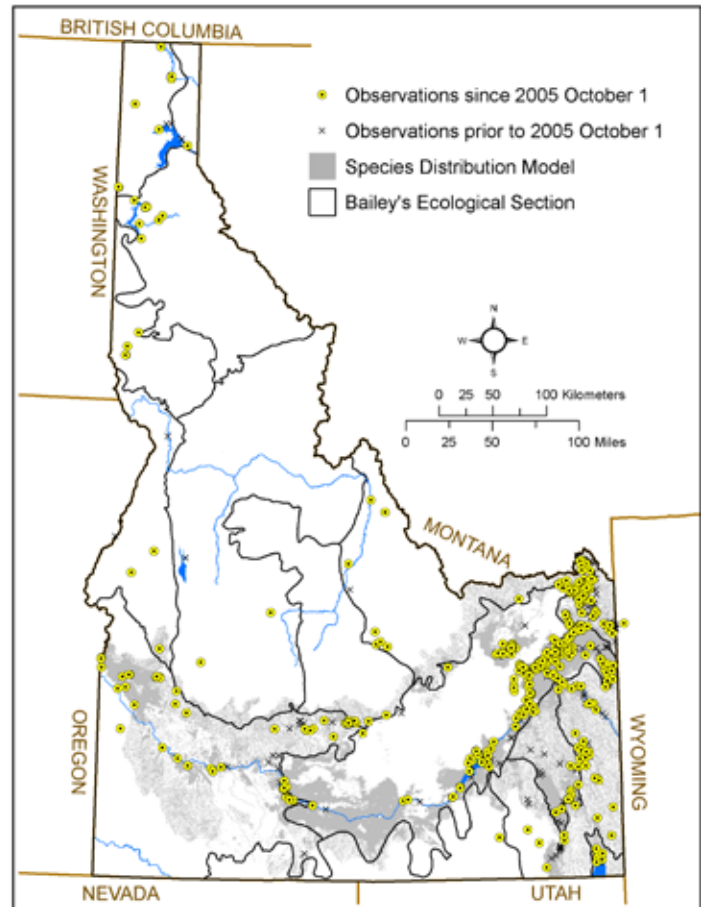 BRITISH COLUMBIA
Observations since 2005 October 1
Observations prior to 2005 October 1
Species Distribution Model
Bailey's Ecological Section
WASHINGTON
N
W E
S
0 25 50 100 Kilometers
0 25 50 100 Miles
MONTANA
OREGON
WYOMING
NEVADA
UTAH